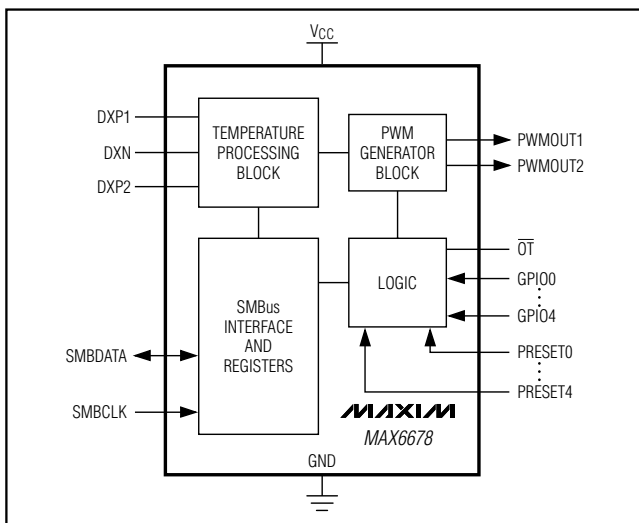 VCC
DXP1
DXN
DXP2
TEMPERATURE
PROCESSING
BLOCK
PWM
GENERATOR
BLOCK
PWMOUT1
PWMOUT2
SMBus
INTERFACE
AND
REGISTERS
LOGIC
OT
GPIO0
GPIO4
PRESET0
PRESET4
SMBDATA
SMBCLK
MAXIM
MAX6678
GND